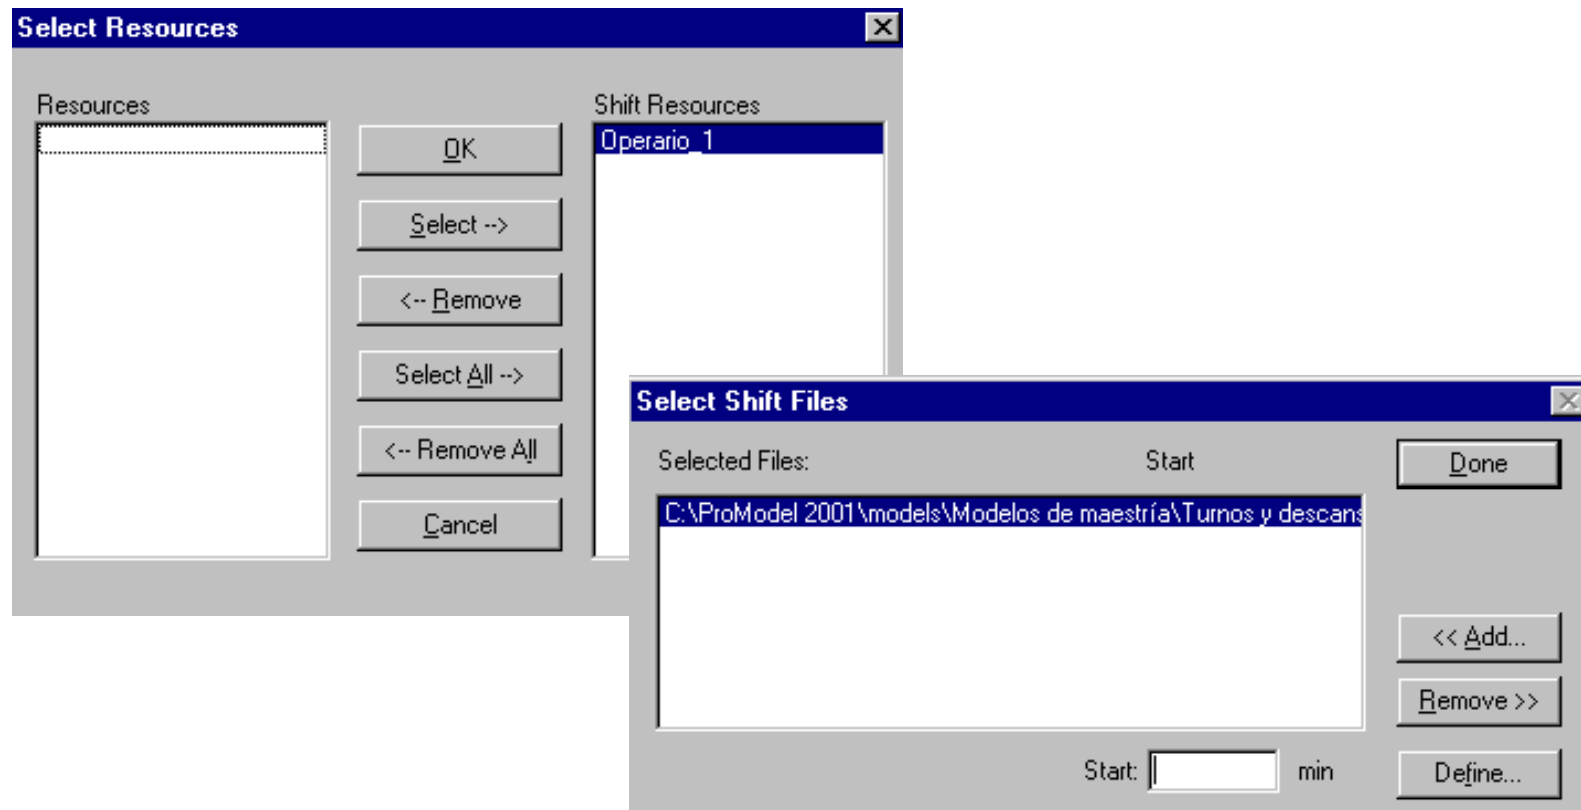 Select Resources
Resources
Shift Resources
OK
Operario_1
Select -->
<-- Remove
Select All -->
<-- Remove All
Cancel
Select Shift Files
Selected Files:
Start
Done
C:\ProModel 2001\models\Modelos de maestría\Turnos y descans
<< Add...
Remove >>
Start:
min
Define...